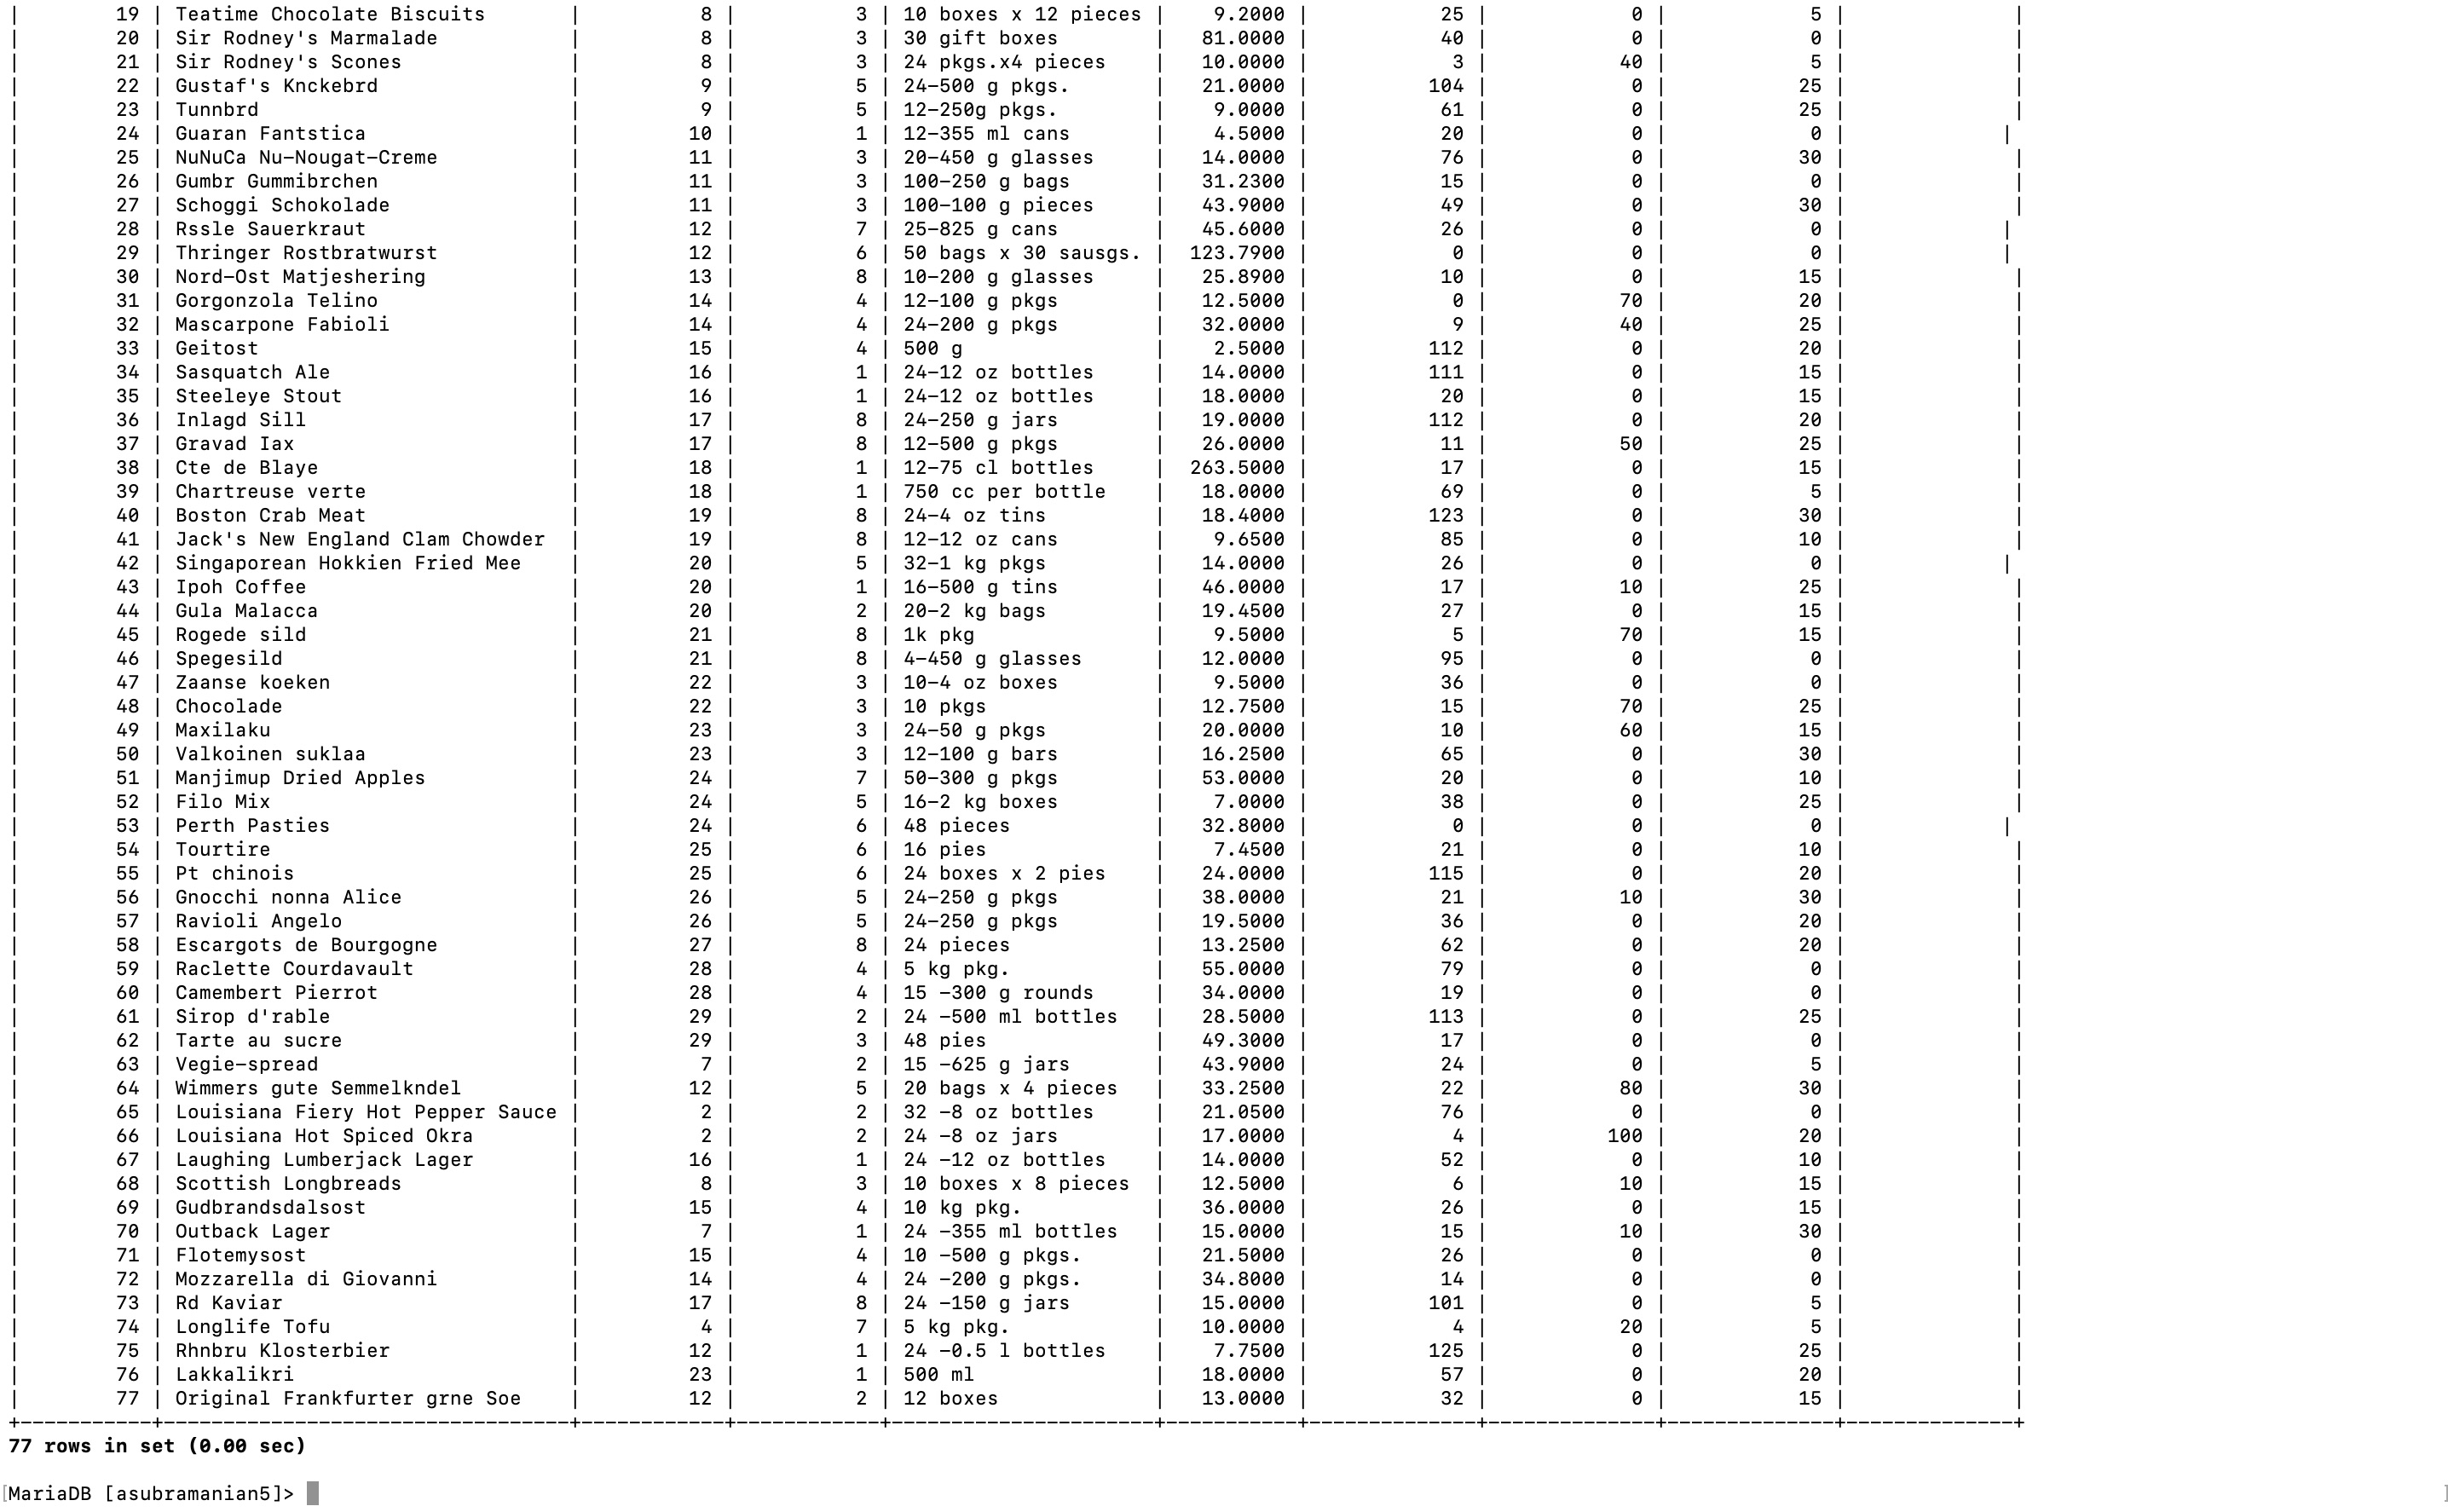 | 19 | Teatime Chocolate Biscuits | 8 | 3 | 10 boxes x 12 pieces | 9.2000 | 25 | 0 | 5 | |
| 20 | Sir Rodney's Marmalade | 8 | 3 | 30 gift boxes | 81.0000 | 40 | 0 | 0 | |
| 21 | Sir Rodney's Scones | 8 | 3 | 24 pkgs.x4 pieces | 10.0000 | 3 | 40 | 5 | |
| 22 | Gustaf's Knckebrd | 9 | 5 | 24-500 g pkgs. | 21.0000 | 104 | 0 | 25 | |
| 23 | Tunnbrd | 9 | 5 | 12-250g pkgs. | 9.0000 | 61 | 0 | 25 | |
| 24 | Guaran Fantstica | 10 | 1 | 12-355 ml cans | 4.5000 | 20 | 0 | 0 | |
| 25 | NuNuCa Nu-Nougat-Creme | 11 | 3 | 20-450 g glasses | 14.0000 | 76 | 0 | 30 | |
| 26 | Gumbr Gummibrchen | 11 | 3 | 100-250 g bags | 31.2300 | 15 | 0 | 0 | |
| 27 | Schoggi Schokolade | 11 | 3 | 100-100 g pieces | 43.9000 | 49 | 0 | 30 | |
| 28 | Rssle Sauerkraut | 12 | 7 | 25-825 g cans | 45.6000 | 26 | 0 | 0 | |
| 29 | Thringer Rostbratwurst | 12 | 6 | 50 bags x 30 sausgs. | 123.7900 | 0 | 0 | 0 | |
| 30 | Nord-Ost Matjeshering | 13 | 8 | 10-200 g glasses | 25.8900 | 10 | 0 | 15 | |
| 31 | Gorgonzola Telino | 14 | 4 | 12-100 g pkgs | 12.5000 | 0 | 70 | 20 | |
| 32 | Mascarpone Fabioli | 14 | 4 | 24-200 g pkgs | 32.0000 | 9 | 40 | 25 | |
| 33 | Geitost | 15 | 4 | 500 g | 2.5000 | 112 | 0 | 20 | |
| 34 | Sasquatch Ale | 16 | 1 | 24-12 oz bottles | 14.0000 | 111 | 0 | 15 | |
| 35 | Steeleye Stout | 16 | 1 | 24-12 oz bottles | 18.0000 | 20 | 0 | 15 | |
| 36 | Inlagd Sill | 17 | 8 | 24-250 g jars | 19.0000 | 112 | 0 | 20 | |
| 37 | Gravad Iax | 17 | 8 | 12-500 g pkgs | 26.0000 | 11 | 50 | 25 | |
| 38 | Cte de Blaye | 18 | 1 | 12-75 cl bottles | 263.5000 | 17 | 0 | 15 | |
| 39 | Chartreuse verte | 18 | 1 | 750 cc per bottle | 18.0000 | 69 | 0 | 5 | |
| 40 | Boston Crab Meat | 19 | 8 | 24-4 oz tins | 18.4000 | 123 | 0 | 30 | |
| 41 | Jack's New England Clam Chowder | 19 | 8 | 12-12 oz cans | 9.6500 | 85 | 0 | 10 | |
| 42 | Singaporean Hokkien Fried Mee | 20 | 5 | 32-1 kg pkgs | 14.0000 | 26 | 0 | 0 | |
| 43 | Ipoh Coffee | 20 | 1 | 16-500 g tins | 46.0000 | 17 | 10 | 25 | |
| 44 | Gula Malacca | 20 | 2 | 20-2 kg bags | 19.4500 | 27 | 0 | 15 | |
| 45 | Rogede sild | 21 | 8 | 1k pkg | 9.5000 | 5 | 70 | 15 | |
| 46 | Spegesild | 21 | 8 | 4-450 g glasses | 12.0000 | 95 | 0 | 0 | |
| 47 | Zaanse koeken | 22 | 3 | 10-4 oz boxes | 9.5000 | 36 | 0 | 0 | |
| 48 | Chocolade | 22 | 3 | 10 pkgs | 12.7500 | 15 | 70 | 25 | |
| 49 | Maxilaku | 23 | 3 | 24-50 g pkgs | 20.0000 | 10 | 60 | 15 | |
| 50 | Valkoinen suklaa | 23 | 3 | 12-100 g bars | 16.2500 | 65 | 0 | 30 | |
| 51 | Manjimup Dried Apples | 24 | 7 | 50-300 g pkgs | 53.0000 | 20 | 0 | 10 | |
| 52 | Filo Mix | 24 | 5 | 16-2 kg boxes | 7.0000 | 38 | 0 | 25 | |
| 53 | Perth Pasties | 24 | 6 | 48 pieces | 32.8000 | 0 | 0 | 0 | |
| 54 | Tourtire | 25 | 6 | 16 pies | 7.4500 | 21 | 0 | 10 | |
| 55 | Pt chinois | 25 | 6 | 24 boxes x 2 pies | 24.0000 | 115 | 0 | 20 | |
| 56 | Gnocchi nonna Alice | 26 | 5 | 24-250 g pkgs | 38.0000 | 21 | 10 | 30 | |
| 57 | Ravioli Angelo | 26 | 5 | 24-250 g pkgs | 19.5000 | 36 | 0 | 20 | |
| 58 | Escargots de Bourgogne | 27 | 8 | 24 pieces | 13.2500 | 62 | 0 | 20 | |
| 59 | Raclette Courdavault | 28 | 4 | 5 kg pkg. | 55.0000 | 79 | 0 | 0 | |
| 60 | Camembert Pierrot | 28 | 4 | 15 -300 g rounds | 34.0000 | 19 | 0 | 0 | |
| 61 | Sirop d'rable | 29 | 2 | 24 -500 ml bottles | 28.5000 | 113 | 0 | 25 | |
| 62 | Tarte au sucre | 29 | 3 | 48 pies | 49.3000 | 17 | 0 | 0 | |
| 63 | Vegie-spread | 7 | 2 | 15 -625 g jars | 43.9000 | 24 | 0 | 5 | |
| 64 | Wimmers gute Semmelkndel | 12 | 5 | 20 bags x 4 pieces | 33.2500 | 22 | 80 | 30 | |
| 65 | Louisiana Fiery Hot Pepper Sauce | 2 | 2 | 32 -8 oz bottles | 21.0500 | 76 | 0 | 0 | |
| 66 | Louisiana Hot Spiced Okra | 2 | 2 | 24 -8 oz jars | 17.0000 | 4 | 100 | 20 | |
| 67 | Laughing Lumberjack Lager | 16 | 1 | 24 -12 oz bottles | 14.0000 | 52 | 0 | 10 | |
| 68 | Scottish Longbreads | 8 | 3 | 10 boxes x 8 pieces | 12.5000 | 6 | 10 | 15 | |
| 69 | Gudbrandsdalsost | 15 | 4 | 10 kg pkg. | 36.0000 | 26 | 0 | 15 | |
| 70 | Outback Lager | 7 | 1 | 24 -355 ml bottles | 15.0000 | 15 | 10 | 30 | |
| 71 | Flotemysost | 15 | 4 | 10 -500 g pkgs. | 21.5000 | 26 | 0 | 0 | |
| 72 | Mozzarella di Giovanni | 14 | 4 | 24 -200 g pkgs. | 34.8000 | 14 | 0 | 0 | |
| 73 | Rd Kaviar | 17 | 8 | 24 -150 g jars | 15.0000 | 101 | 0 | 5 | |
| 74 | Longlife Tofu | 4 | 7 | 5 kg pkg. | 10.0000 | 4 | 20 | 5 | |
| 75 | Rhnbru Klosterbier | 12 | 1 | 24 -0.5 l bottles | 7.7500 | 125 | 0 | 25 | |
| 76 | Lakkalikri | 23 | 1 | 500 ml | 18.0000 | 57 | 0 | 20 | |
| 77 | Original Frankfurter grne Soe | 12 | 2 | 12 boxes | 13.0000 | 32 | 0 | 15 | |
77 rows in set (0.00 sec)
[MariaDB [asubramanian5]> ]